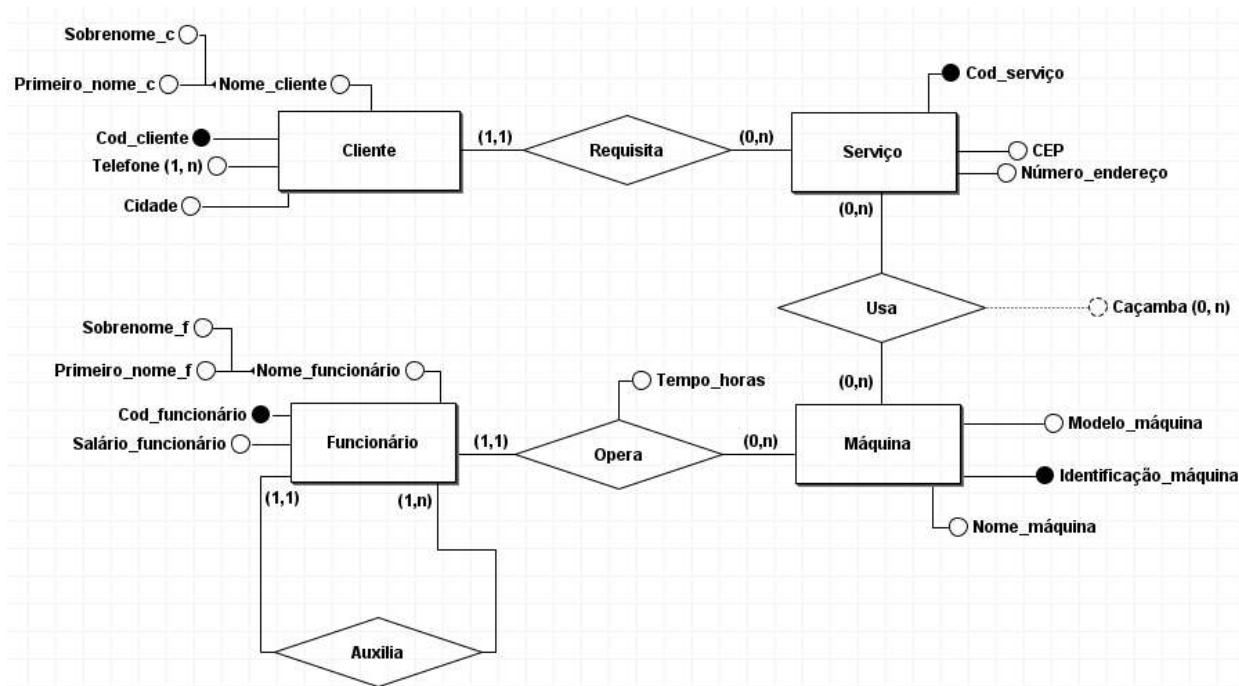 Sobrenome_c
Primeiro_nome_c
Nome_cliente
Cod_cliente
Telefone (1, n)
Cidade
Cliente
(1,1)
Requisita
(0,n)
Cod_serviço
Serviço
CEP
Número_endereço
(0,n)
Usa
Caçamba (0, n)
(0,n)
Sobrenome_f
Primeiro_nome_f
Nome_funcionário
Cod_funcionário
Salário_funcionário
Funcionário
(1,1)
Tempo_horas
Opera
(0,n)
Máquina
Modelo_máquina
Identificação_máquina
Nome_máquina
(1,1)
(1,n)
Auxilia